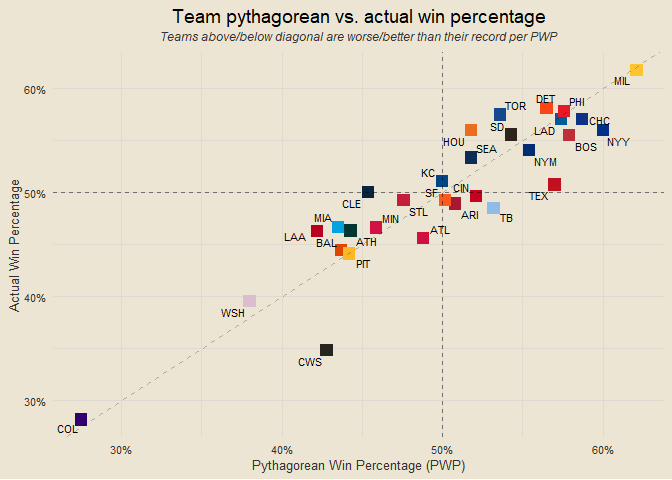 Team pythagorean vs. actual win percentage
Teams above/below diagonal are worse/better than their record per PWP
Actual Win Percentage
60%
50%
40%
30%
MIL
DET
PHI
TOR
CHC
SD
LAD
NYY
HOU
BOS
SEA
NYM
KC
TEX
SF
CIN
CLE
STL
ARI
TB
MIA
MIN
ATL
LAA
BAL
ATH
PIT
WSH
CWS
COL
30%
40%
50%
60%
Pythagorean Win Percentage (PWP)